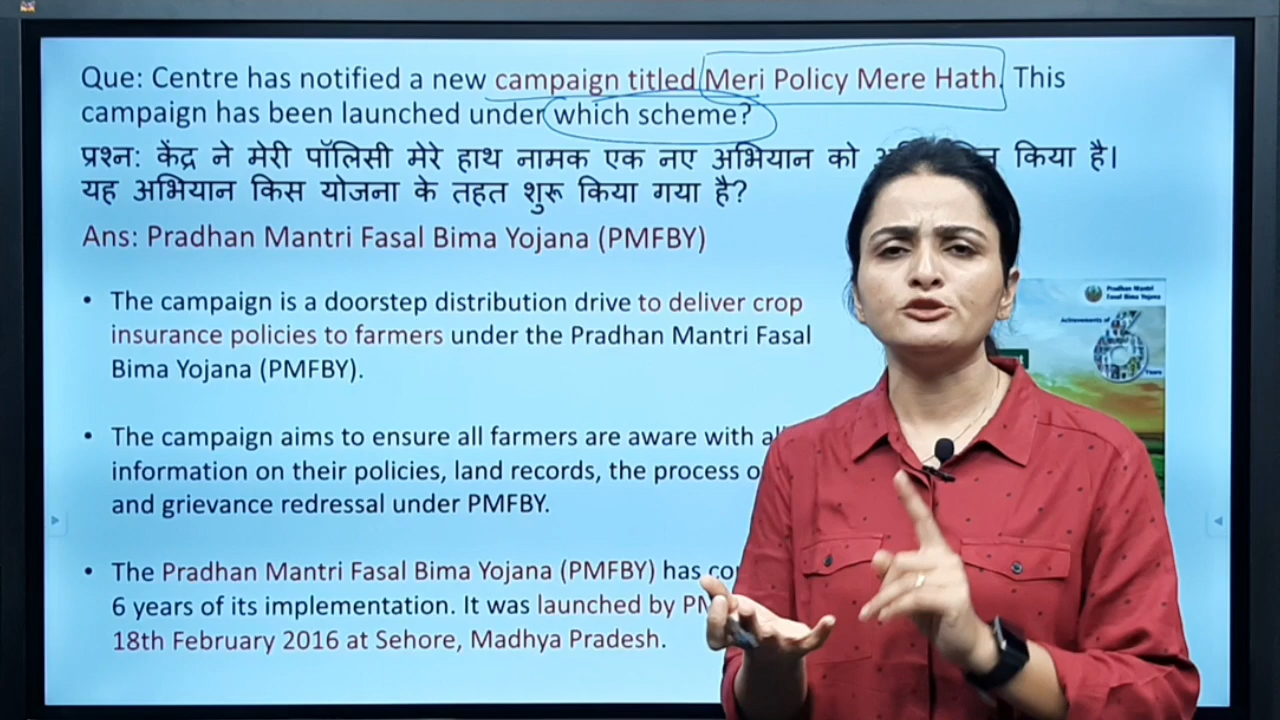 Que: Centre has notified a new campaign titled Meri Policy Mere Hath. This
campaign has been launched under which scheme?
प्रश्न: केंद्र ने मेरी पॉलिसी मेरे हाथ नामक एक नए अभियान को किया है।
यह अभियान किस योजना के तहत शुरू किया गया है?
Ans: Pradhan Mantri Fasal Bima Yojana (PMFBY)
• The campaign is a doorstep distribution drive to deliver crop
insurance policies to farmers under the Pradhan Mantri Fasal
Bima Yojana (PMFBY).
• The campaign aims to ensure all farmers are aware with
information on their policies, land records, the process
and grievance redressal under PMFBY.
• The Pradhan Mantri Fasal Bima Yojana (PMFBY) has
6 years of its implementation. It was launched by
18th February 2016 at Sehore, Madhya Pradesh.
Pradhan Mantri
Fasal Bima Yojana
Achievements of
6
Years